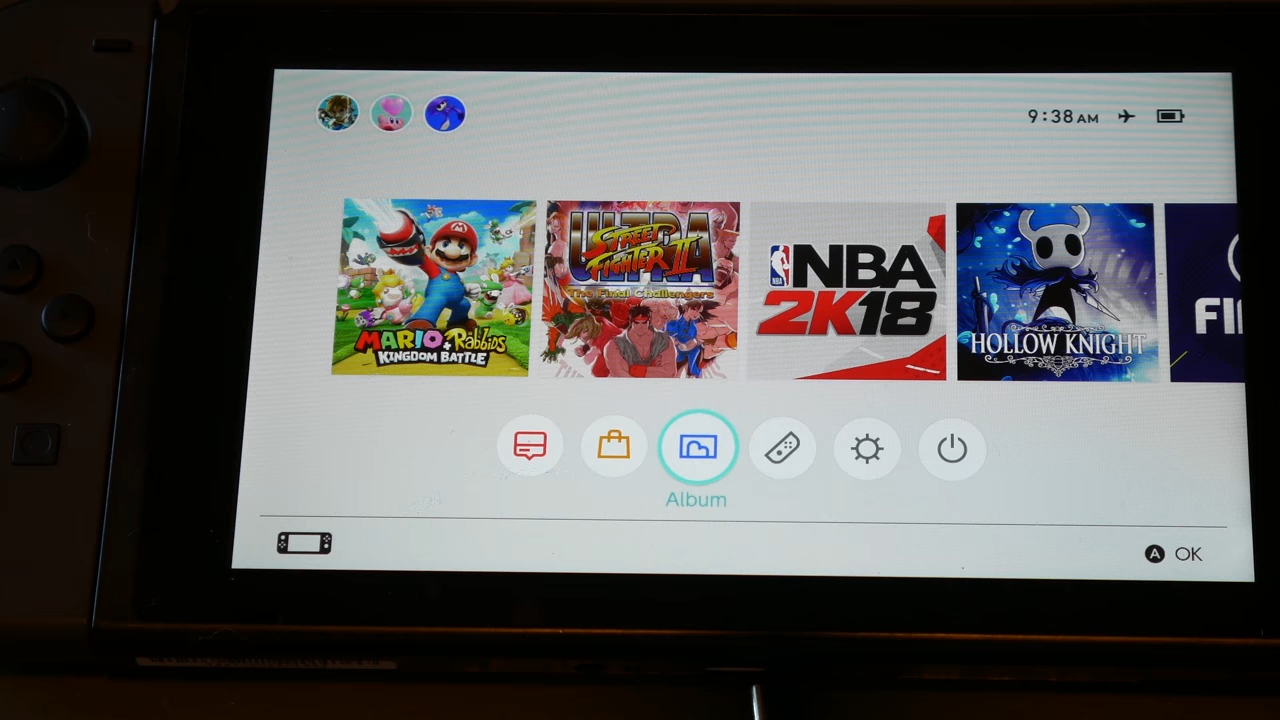 9:38 AM
MARIO + Rabbids
KINGDOM BATTLE
ULTRA
STREET
FIGHTER II
The Final Challengers
NBA
NBA
2K18
HOLLOW KNIGHT
FI
Album
A OK